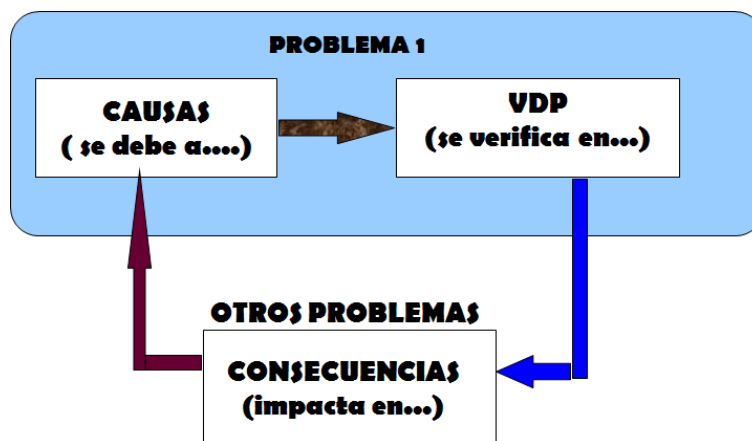 PROBLEMA 1
CAUSAS
( se debe a....)
VDP
(se verifica en...)
OTROS PROBLEMAS
CONSECUENCIAS
(impacta en...)